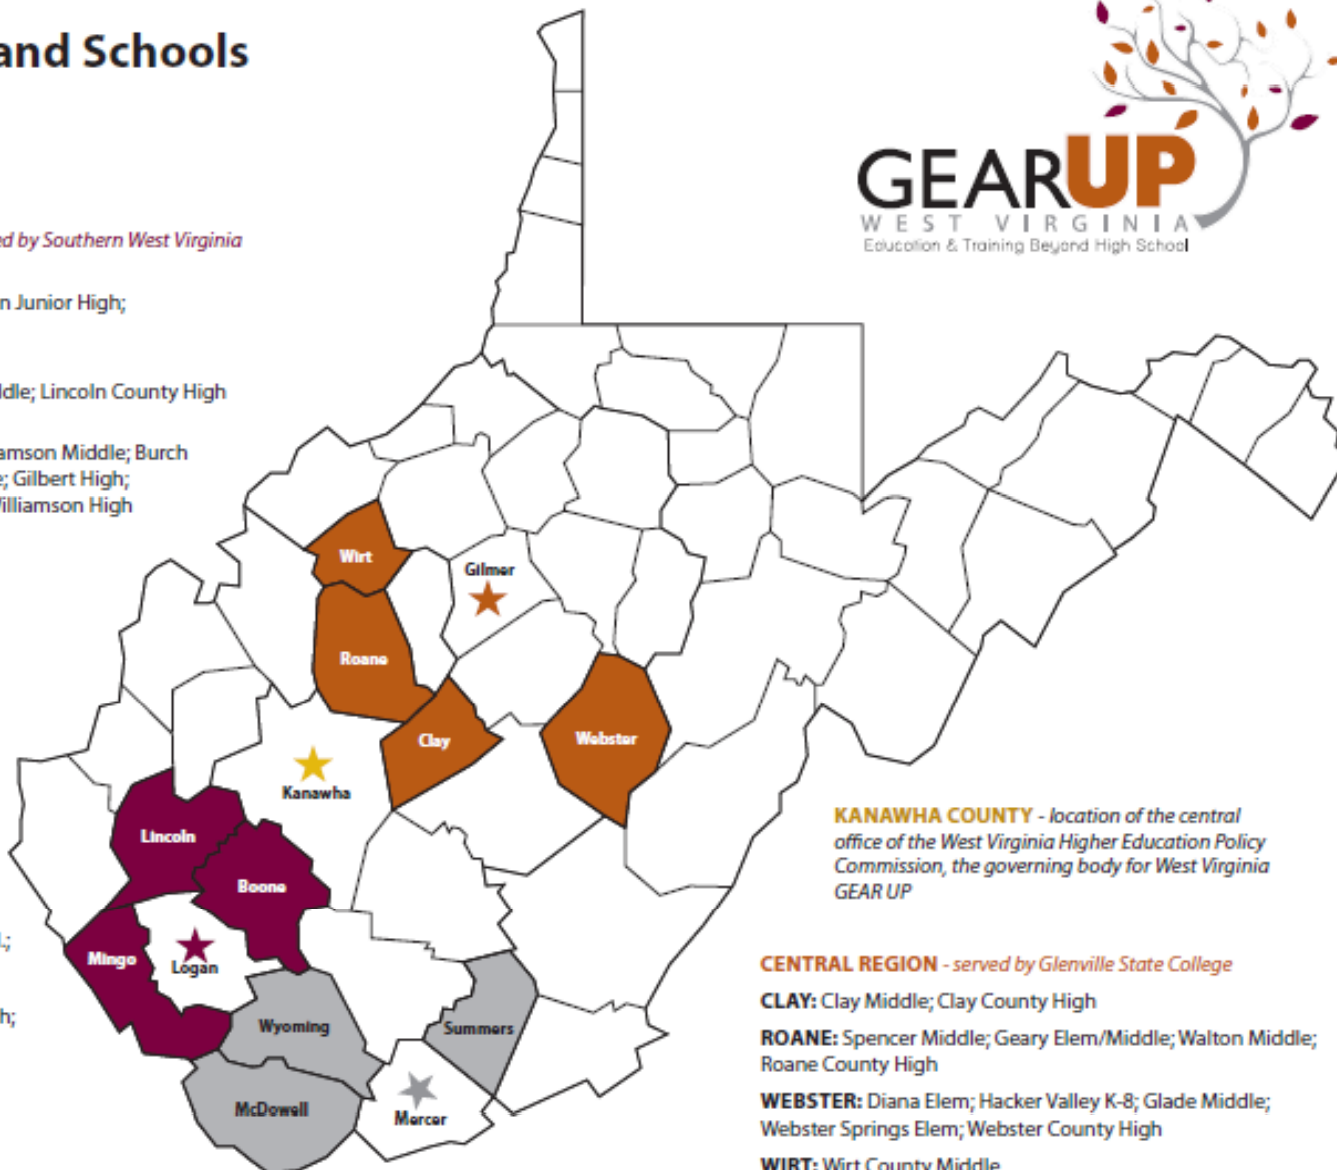 and Schools
GEARUP
WEST VIRGINIA
Education & Training Beyond High School
by Southern West Virginia
Junior High;
Lincoln County High
Middle; Burch
Gilbert High;
Williamson High
Wirt
Gilmer
Roane
Clay
Webster
Kanawha
Lincoln
Boone
Mingo
Logan
Wyoming
Summers
McDowell
Mercer
KANAWHA COUNTY - location of the central
office of the West Virginia Higher Education Policy
Commission, the governing body for West Virginia
GEAR UP
CENTRAL REGION - served by Glenville State College
CLAY: Clay Middle; Clay County High
ROANE: Spencer Middle; Geary Elem/Middle; Walton Middle;
Roane County High
WEBSTER: Diana Elem; Hacker Valley K-8; Glade Middle;
Webster Springs Elem; Webster County High
WIRT: Wirt County Middle